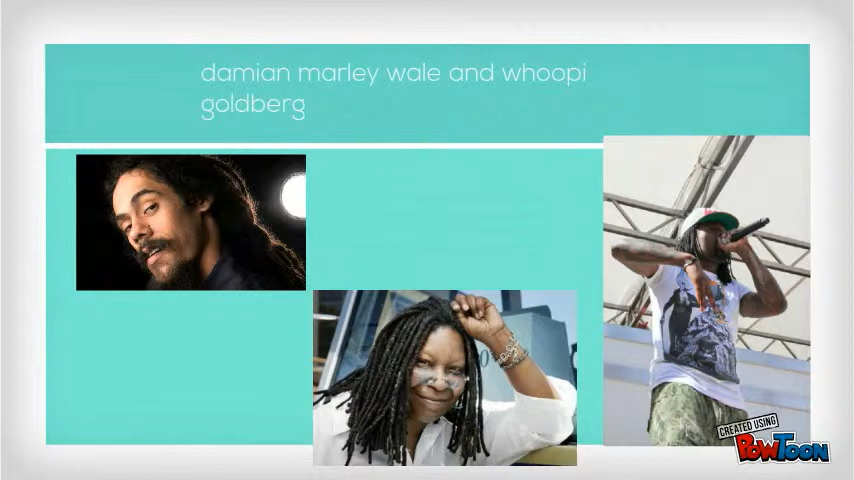 damian marley wale and whoopi
goldberg
CREATED USING
POWTOON